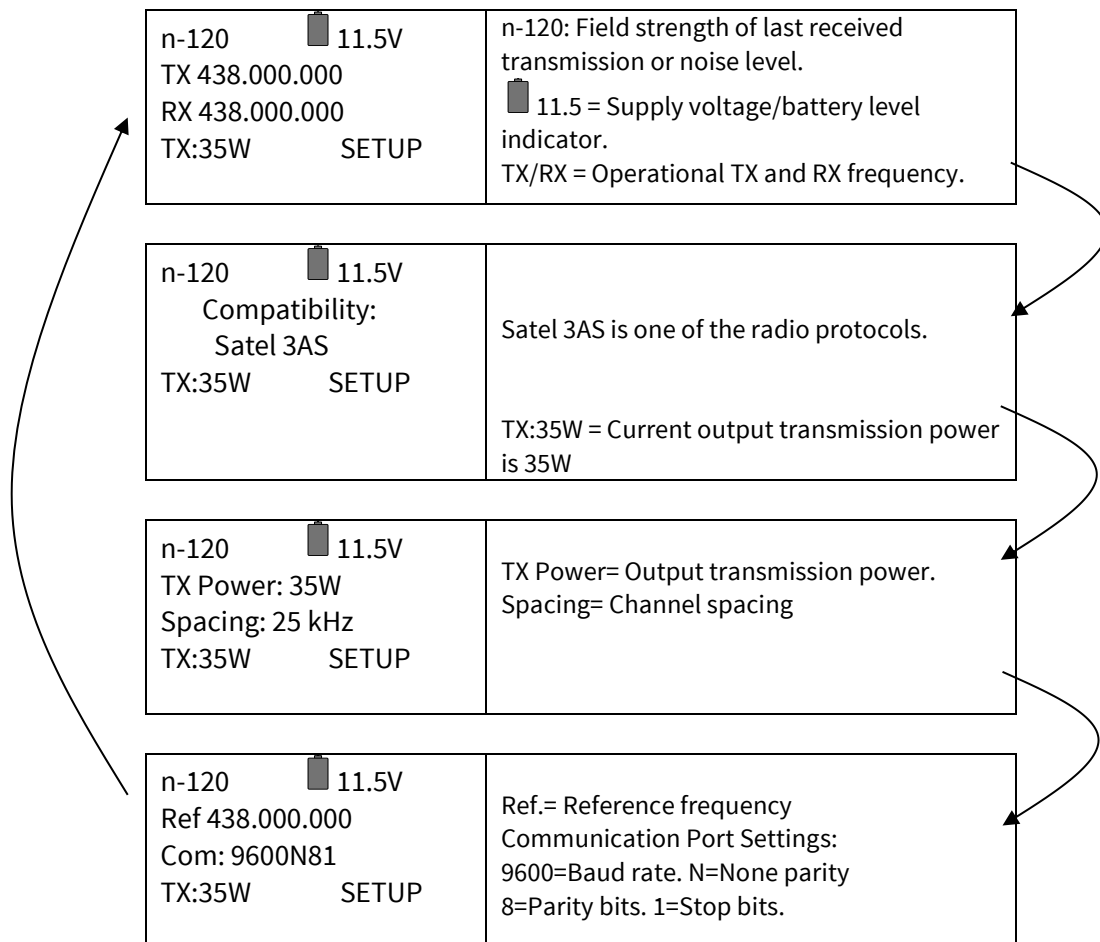 n-120 11.5V
TX 438.000.000
RX 438.000.000
TX:35W SETUP
n-120: Field strength of last received
transmission or noise level.
11.5 = Supply voltage/battery level
indicator.
TX/RX = Operational TX and RX frequency.
n-120 11.5V
Compatibility:
Satel 3AS
TX:35W SETUP
Satel 3AS is one of the radio protocols.
TX:35W = Current output transmission power
is 35W
n-120 11.5V
TX Power: 35W
Spacing: 25 kHz
TX:35W SETUP
TX Power= Output transmission power.
Spacing= Channel spacing
n-120 11.5V
Ref 438.000.000
Com: 9600N81
TX:35W SETUP
Ref.= Reference frequency
Communication Port Settings:
9600=Baud rate. N=None parity
8=Parity bits. 1=Stop bits.